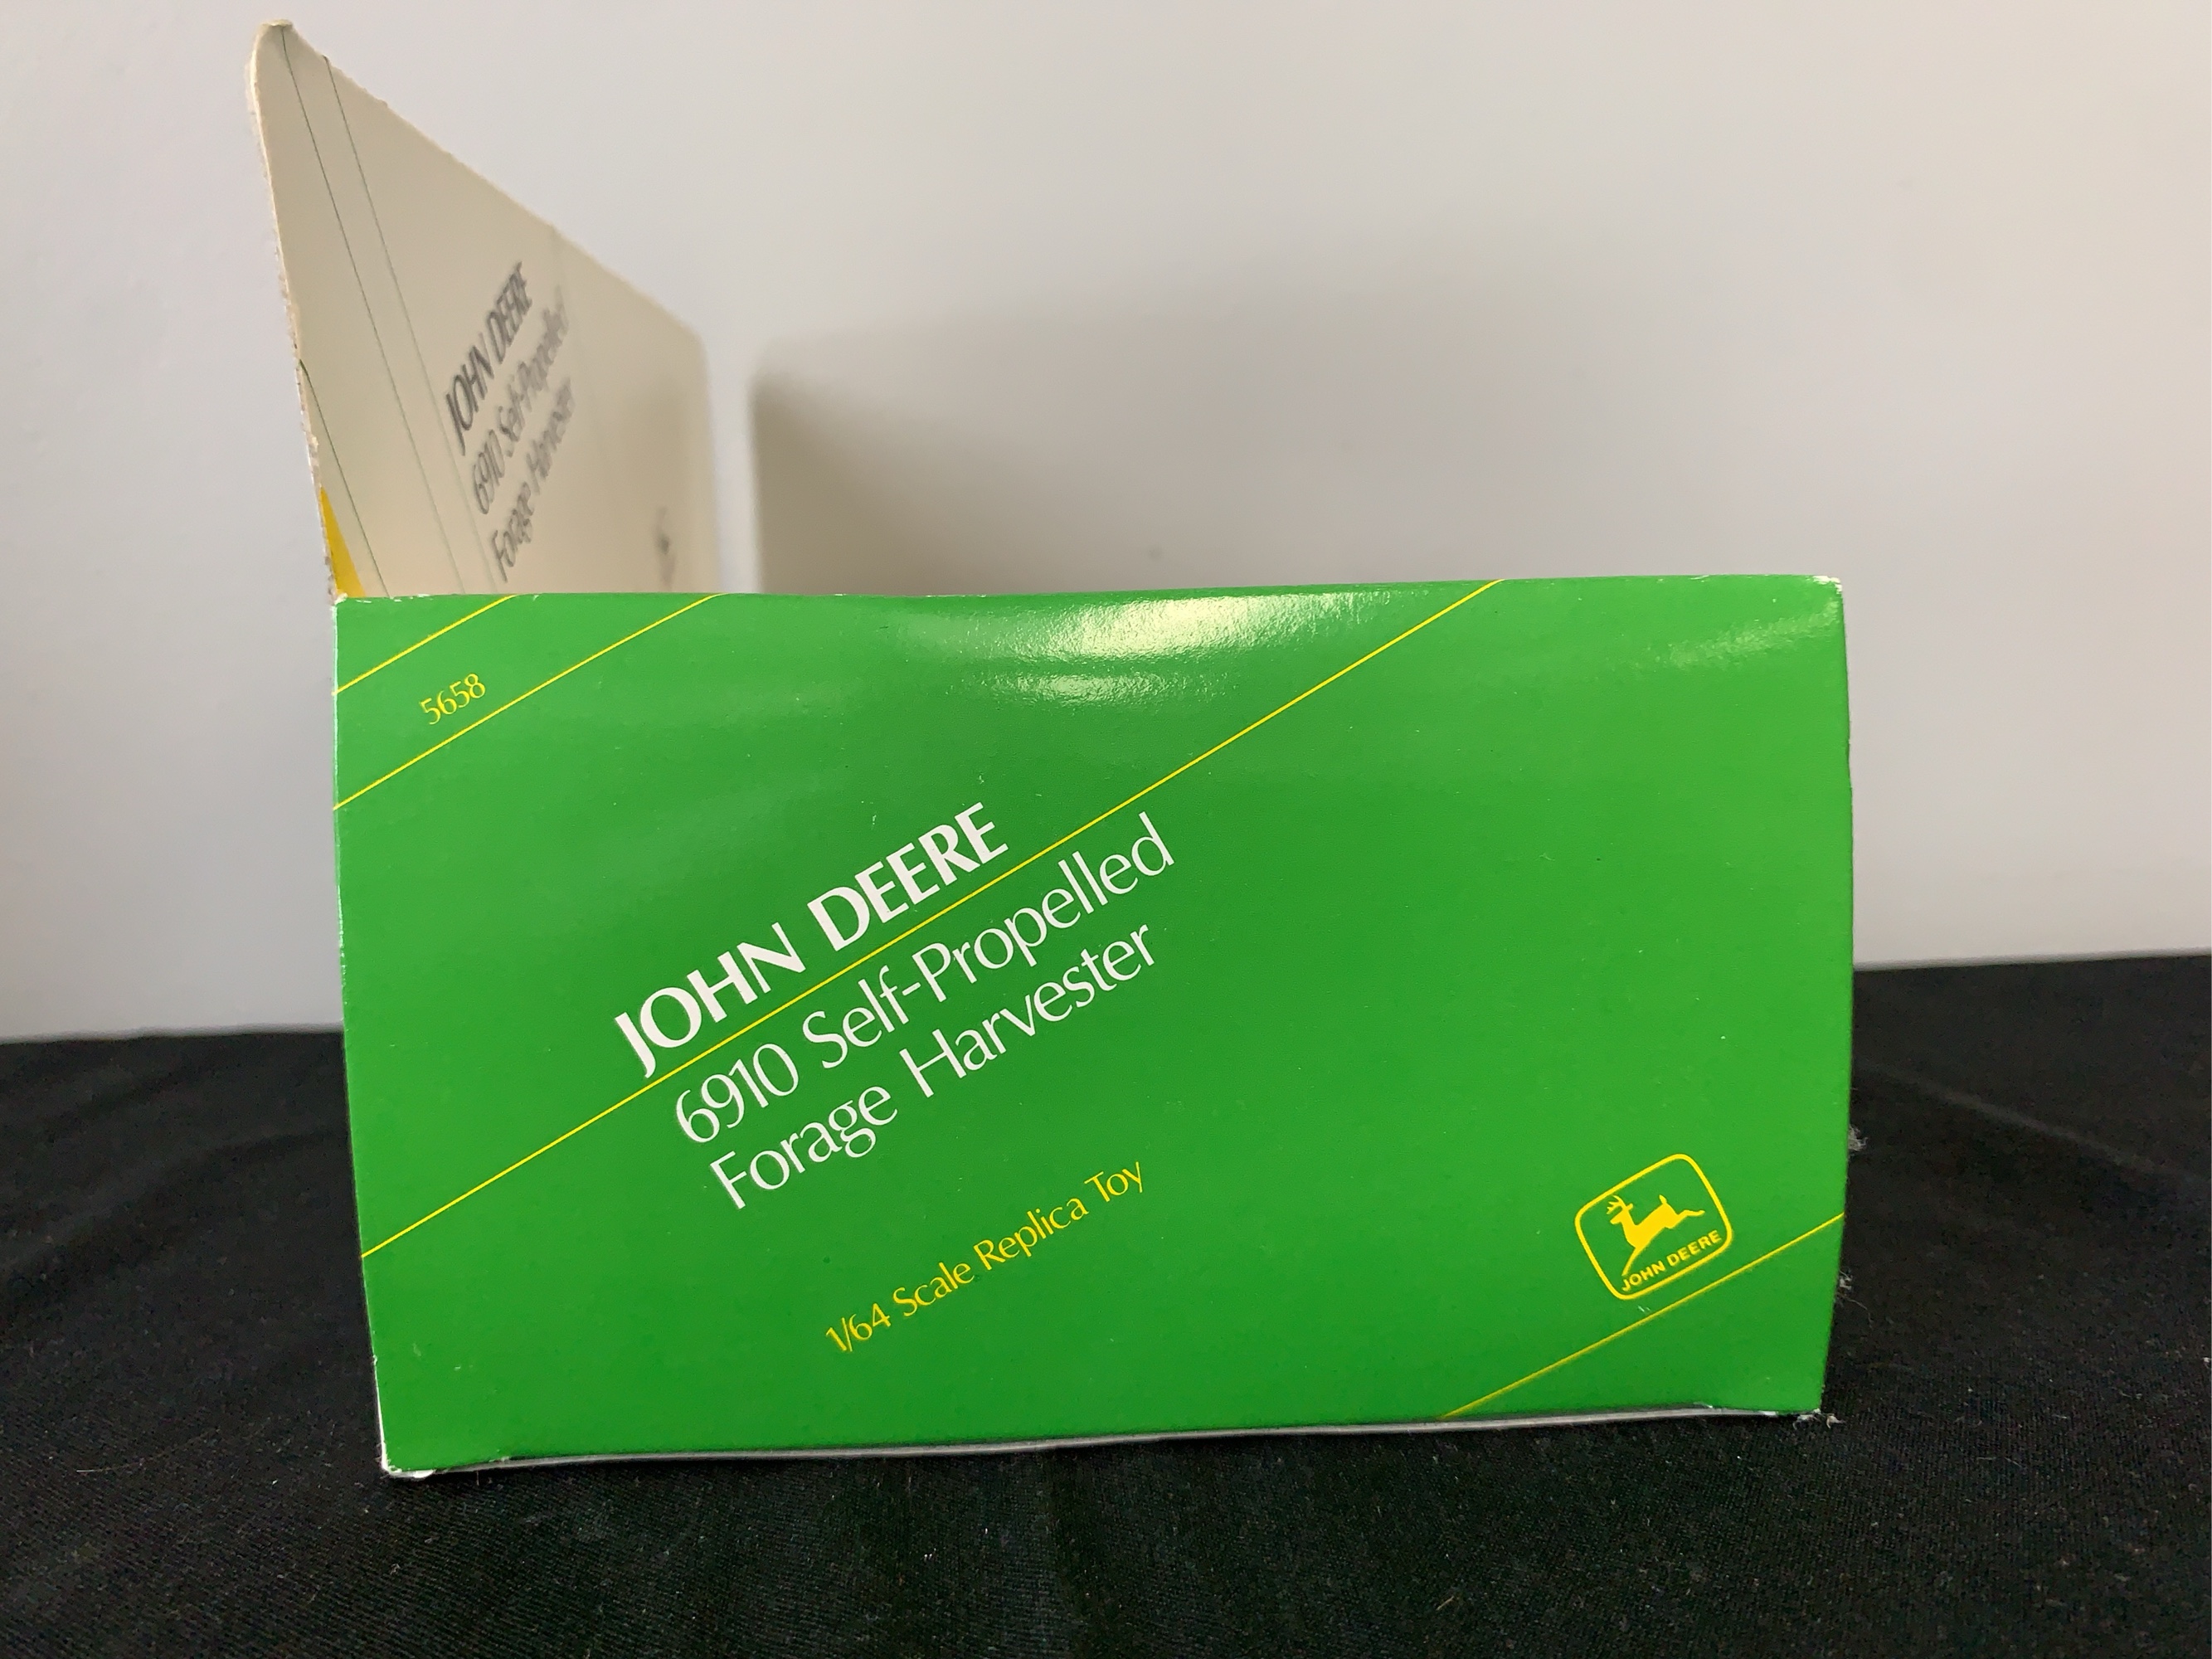 JOHN DEERE
6910 Self-Propelled
Forage Harvester
5658
JOHN DEERE
6910 Self-Propelled
Forage Harvester
1/64 Scale Replica Toy
JOHN DEERE